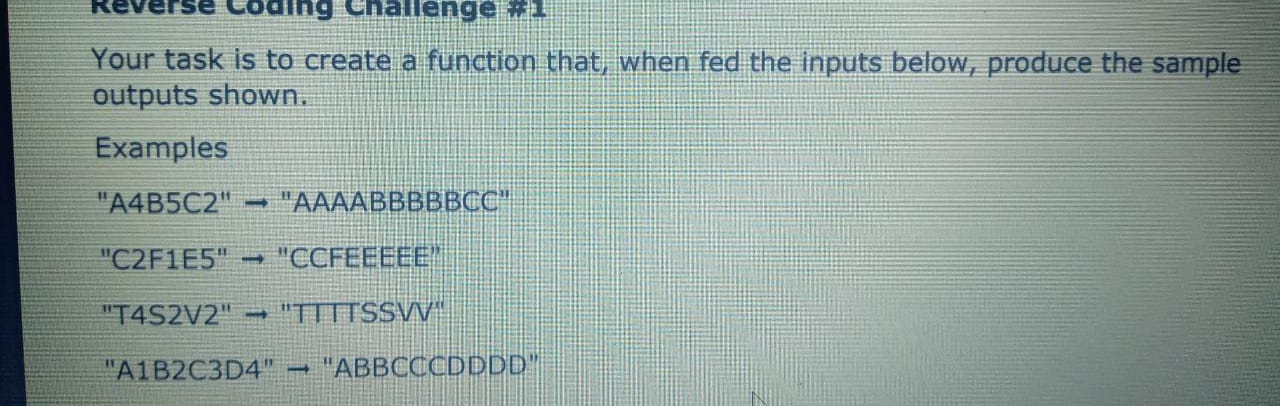 Reverse Coding Challenge #1
Your task is to create a function that, when fed the inputs below, produce the sample
outputs shown.
Examples
"A4B5C2" → "AAAABBBBBCC"
"C2F1E5" → "CCFEEEEE"
"T4S2V2" → "TTTTSSVV"
"A1B2C3D4" → "ABBCCCDDDD"